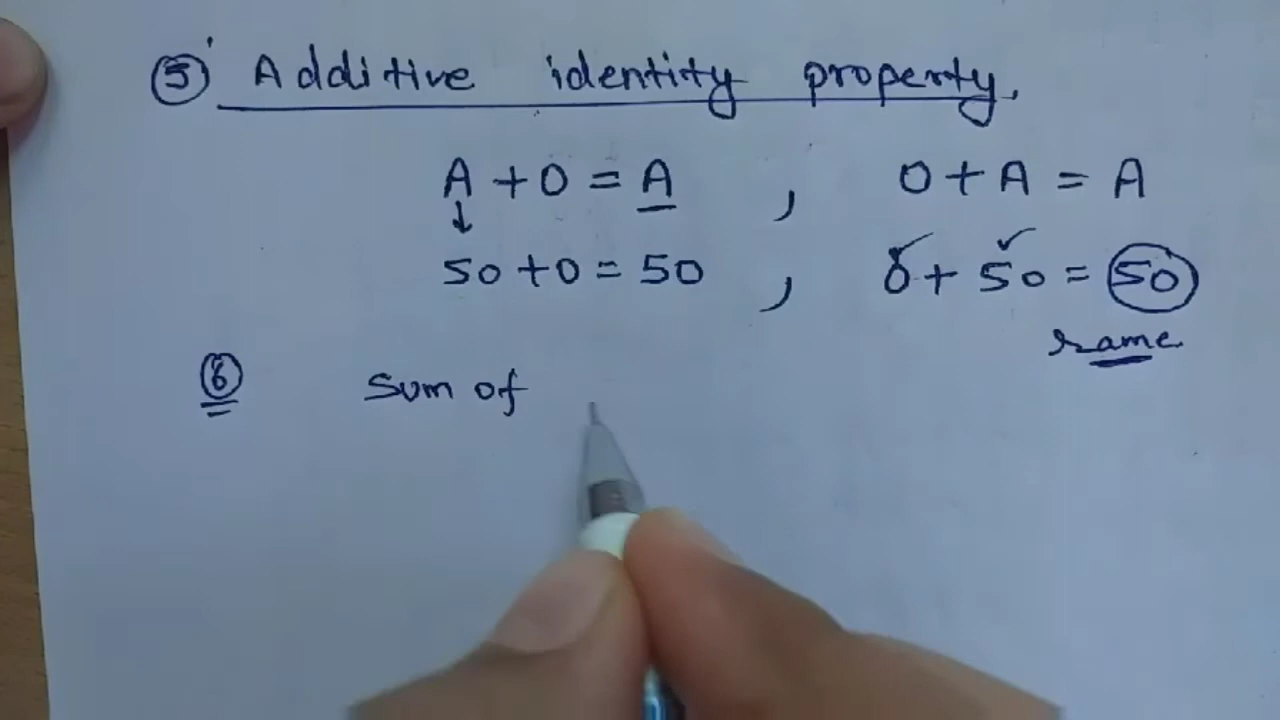 ⑤ Additive identity property.
A + 0 = A , 0 + A = A
↓
50 + 0 = 50 , 0 + 50 = 50
same
⑥ Sum of